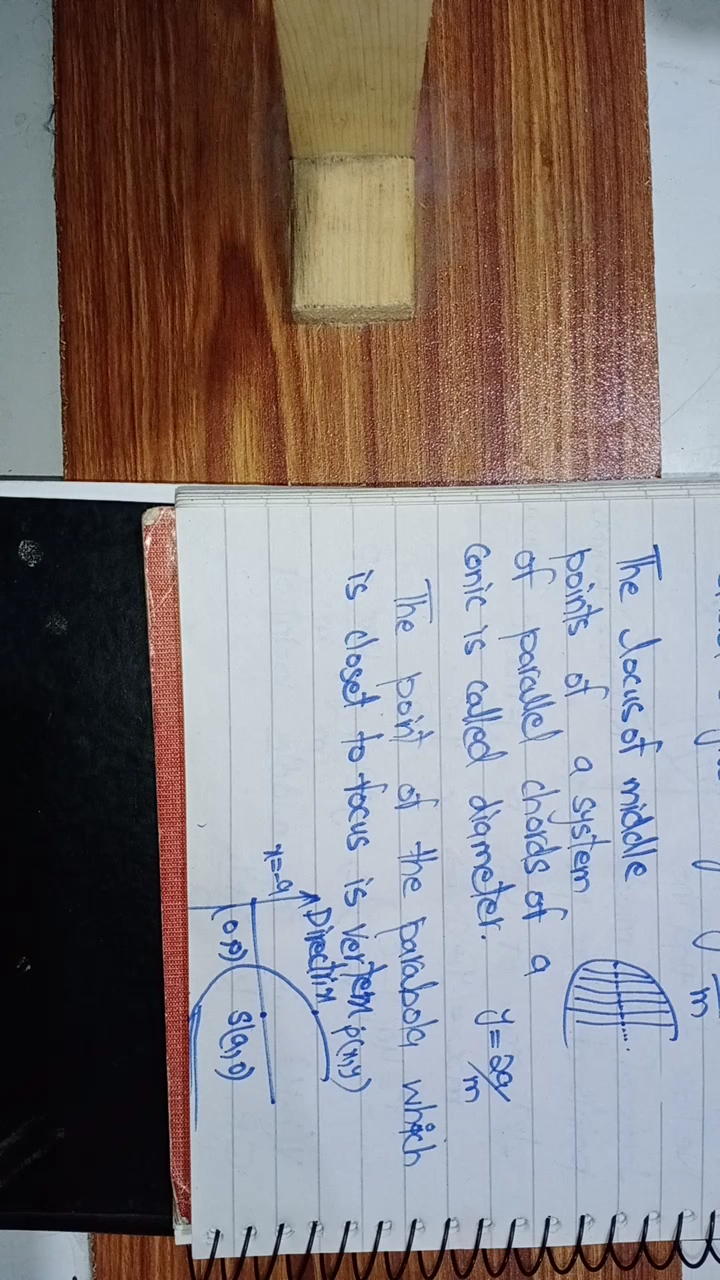 m
The locus of middle
points of a system
of parallel chords of a
conic is called diameter. y = 2a/m
The point of the parabola which
is closet to focus is vertex
P(x,y)
Directrix
x=-a
(0,0)
S(a,0)